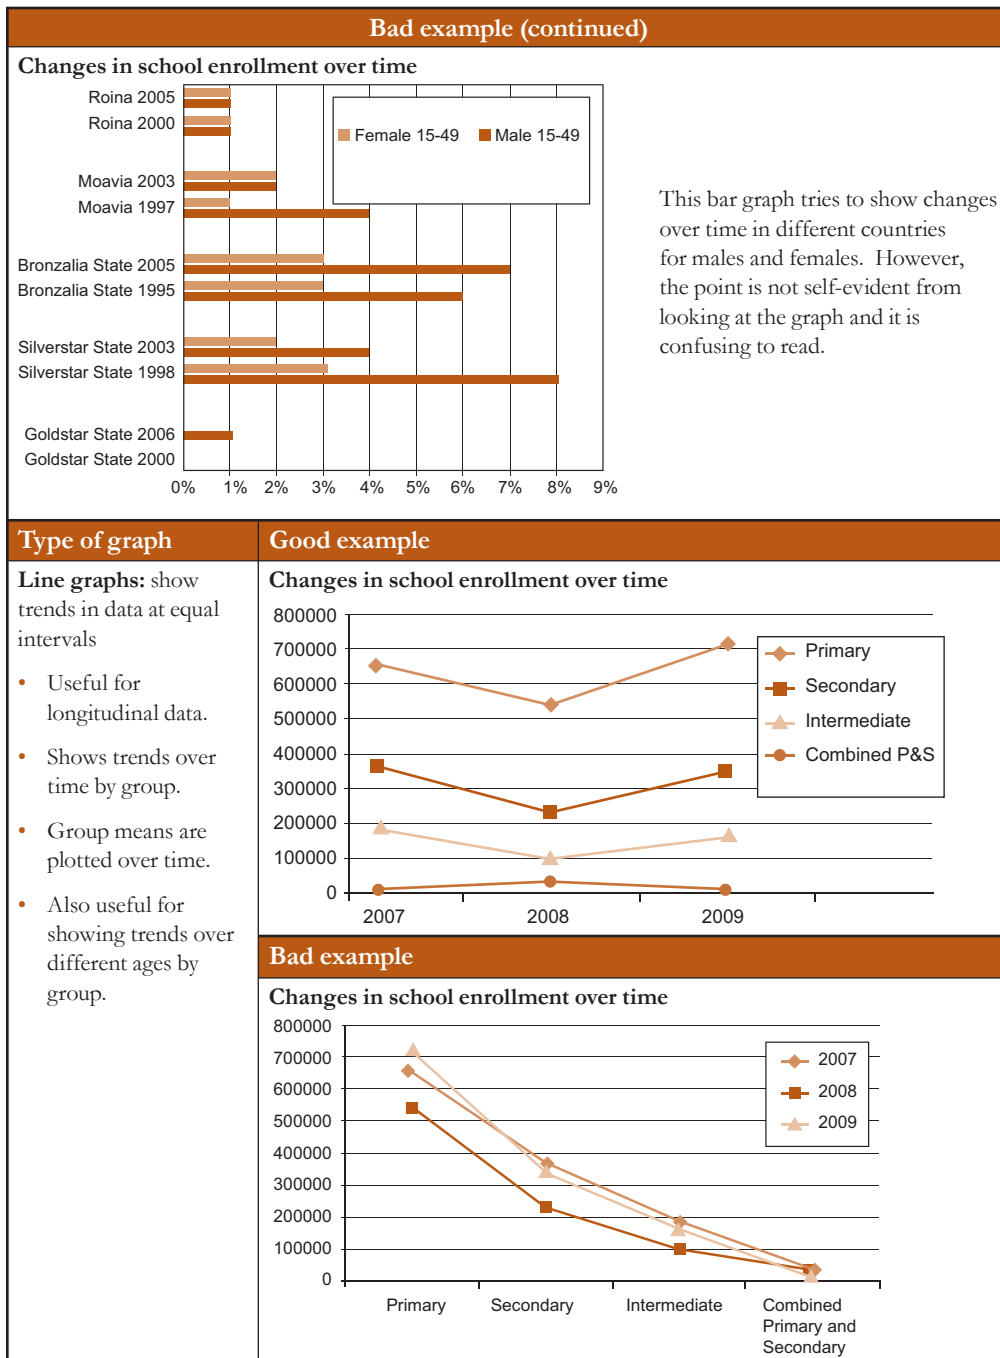 Bad example (continued)
Changes in school enrollment over time
Roina 2005
Roina 2000
Moavia 2003
Moavia 1997
Bronzalia State 2005
Bronzalia State 1995
Silverstar State 2003
Silverstar State 1998
Goldstar State 2006
Goldstar State 2000
0% 1% 2% 3% 4% 5% 6% 7% 8% 9%
Female 15-49 Male 15-49
This bar graph tries to show changes
over time in different countries
for males and females. However,
the point is not self-evident from
looking at the graph and it is
confusing to read.
Type of graph
Line graphs: show
trends in data at equal
intervals
• Useful for
longitudinal data.
• Shows trends over
time by group.
• Group means are
plotted over time.
• Also useful for
showing trends over
different ages by
group.
Good example
Changes in school enrollment over time
800000
700000
600000
500000
400000
300000
200000
100000
0
2007 2008 2009
Primary
Secondary
Intermediate
Combined P&S
Bad example
Changes in school enrollment over time
800000
700000
600000
500000
400000
300000
200000
100000
0
Primary Secondary Intermediate Combined
Primary and
Secondary
2007
2008
2009